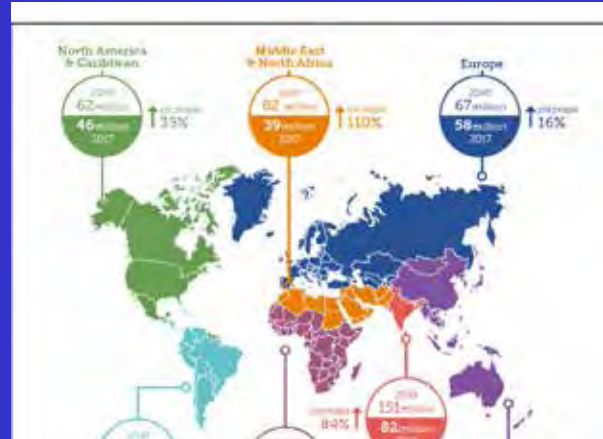 North America
& Caribbean
2045
62 million
46 million
2017
increase
33%
Middle East
& North Africa
2045
82 million
39 million
2017
increase
110%
Europe
2045
67 million
58 million
2017
increase
16%
2045
151 million
82 million
increase
84%